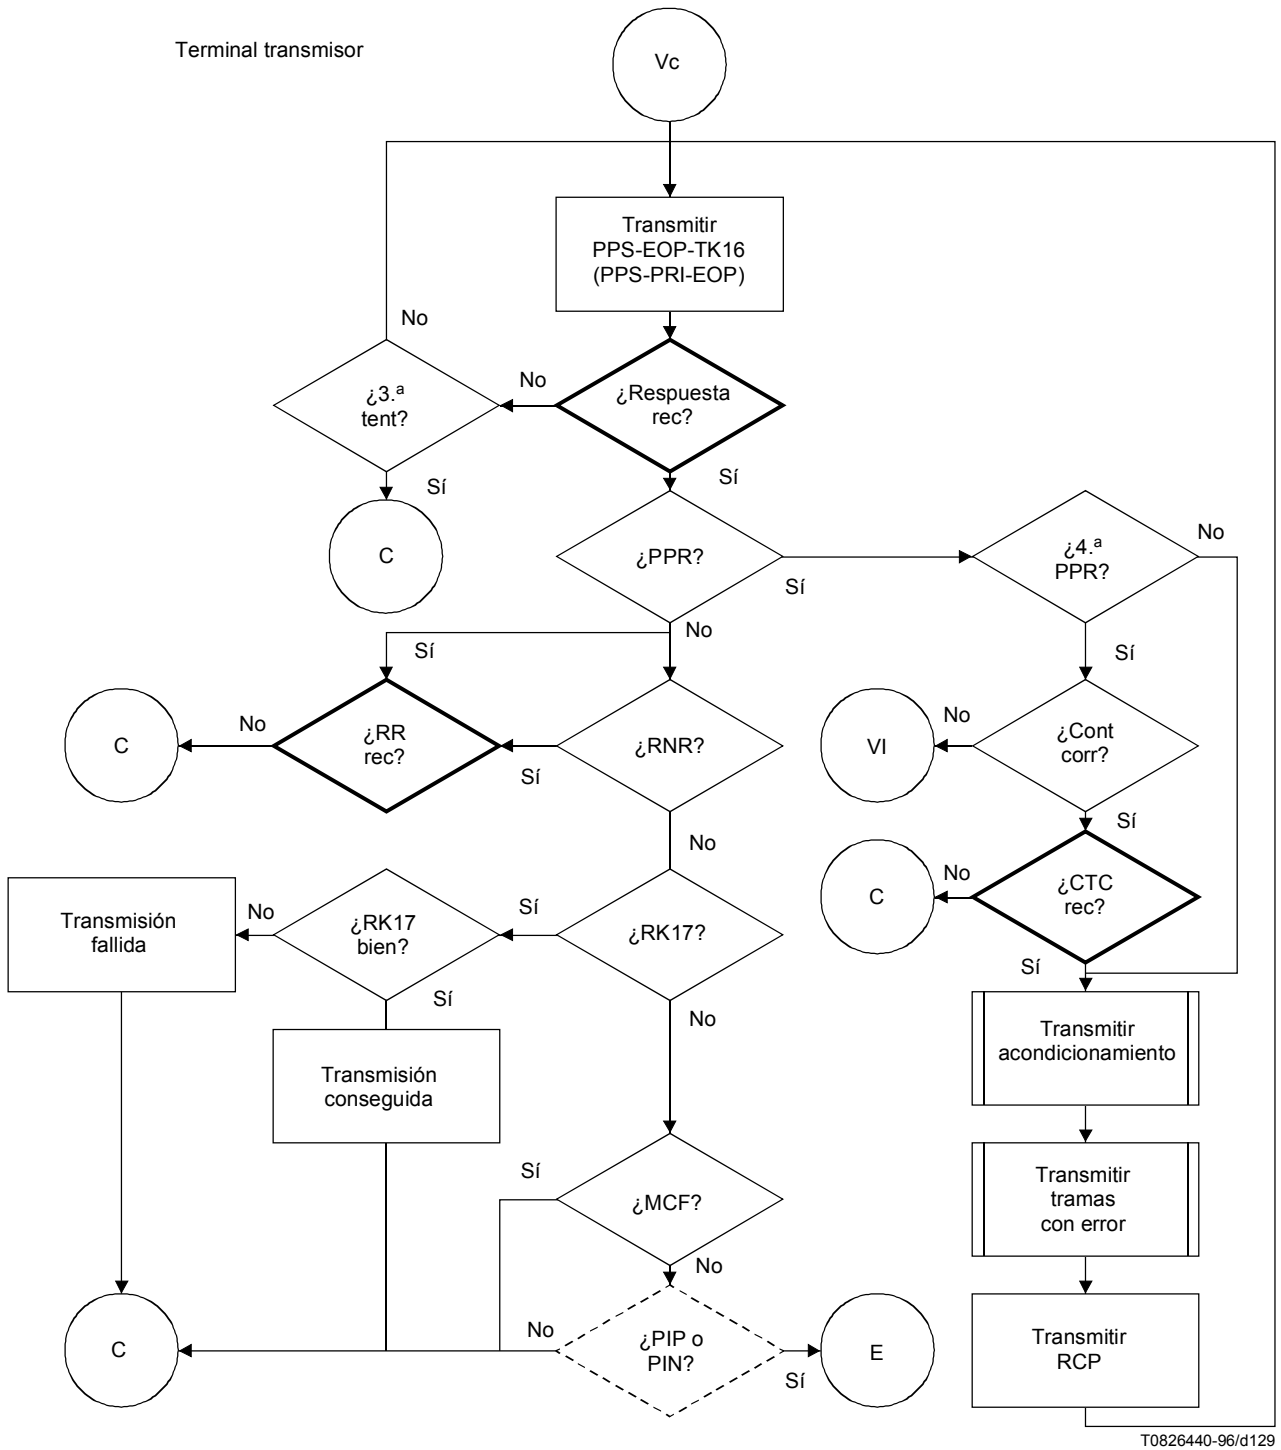 Terminal transmisor
Vc
Transmitir
PPS-EOP-TK16
(PPS-PRI-EOP)
No
¿3.ª
tent?
No
¿Respuesta
rec?
Sí
Sí
C
¿PPR?
Sí
¿4.ª
PPR?
No
No
Sí
Sí
C
No
¿RR
rec?
Sí
¿RNR?
VI
No
¿Cont
corr?
No
Sí
C
No
¿CTC
rec?
Transmisión
fallida
No
¿RK17
bien?
Sí
¿RK17?
Sí
Sí
No
Transmitir
acondicionamiento
Transmisión
conseguida
Sí
¿MCF?
Transmitir
tramas
con error
No
C
No
¿PIP o
PIN?
Sí
E
Transmitir
RCP
T0826440-96/d129